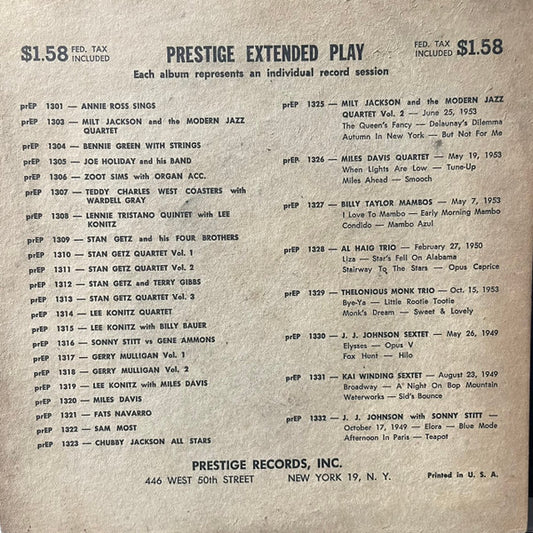 $1.58 FED. TAX INCLUDED
PRESTIGE EXTENDED PLAY
FED. TAX INCLUDED $1.58
Each album represents an individual record session
prEP 1301 — ANNIE ROSS SINGS
prEP 1303 — MILT JACKSON and the MODERN JAZZ
QUARTET
prEP 1304 — BENNIE GREEN WITH STRINGS
prEP 1305 — JOE HOLIDAY and his BAND
prEP 1306 — ZOOT SIMS with ORGAN ACC.
prEP 1307 — TEDDY CHARLES WEST COASTERS with
WARDELL GRAY
prEP 1308 — LENNIE TRISTANO QUINTET with LEE
KONITZ
prEP 1309 — STAN GETZ and his FOUR BROTHERS
prEP 1310 — STAN GETZ QUARTET Vol. 1
prEP 1311 — STAN GETZ QUARTET Vol. 2
prEP 1312 — STAN GETZ and TERRY GIBBS
prEP 1313 — STAN GETZ QUARTET Vol. 3
prEP 1314 — LEE KONITZ QUARTET
prEP 1315 — LEE KONITZ with BILLY BAUER
prEP 1316 — SONNY STITT vs GENE AMMONS
prEP 1317 — GERRY MULLIGAN Vol. 1
prEP 1318 — GERRY MULLIGAN Vol. 2
prEP 1319 — LEE KONITZ with MILES DAVIS
prEP 1320 — MILES DAVIS
prEP 1321 — FATS NAVARRO
prEP 1322 — SAM MOST
prEP 1323 — CHUBBY JACKSON ALL STARS
prEP 1325 — MILT JACKSON and the MODERN JAZZ
QUARTET Vol. 2 — June 25, 1953
The Queen's Fancy — Dalaunay's Dilemma
Autumn In New York — But Not For Me
prEP 1326 — MILES DAVIS QUARTET — May 19, 1953
When Lights Are Low — Tune-Up
Miles Ahead — Smooch
prEP 1327 — BILLY TAYLOR MAMBOS — May 7, 1953
I Love To Mambo — Early Morning Mambo
Candido — Mambo Azul
prEP 1328 — AL HAIG TRIO — February 27, 1950
Liza — Star's Fell On Alabama
Stairway To The Stars — Opus Caprice
prEP 1329 — THELONIOUS MONK TRIO — Oct. 15, 1953
Bye-Ya — Little Rootie Tootie
Monk's Dream — Sweet & Lovely
prEP 1330 — J. J. JOHNSON SEXTET — May 26, 1949
Elysses — Opus V
Fox Hunt — Hilo
prEP 1331 — KAI WINDING SEXTET — August 23, 1949
Broadway — A' Night On Bop Mountain
Waterworks — Sid's Bounce
prEP 1332 — J. J. JOHNSON with SONNY STITT —
October 17, 1949 — Elora — Blue Mode
Afternoon In Paris — Teapot
PRESTIGE RECORDS, INC.
446 WEST 50th STREET NEW YORK 19, N. Y.
Printed in U. S. A.